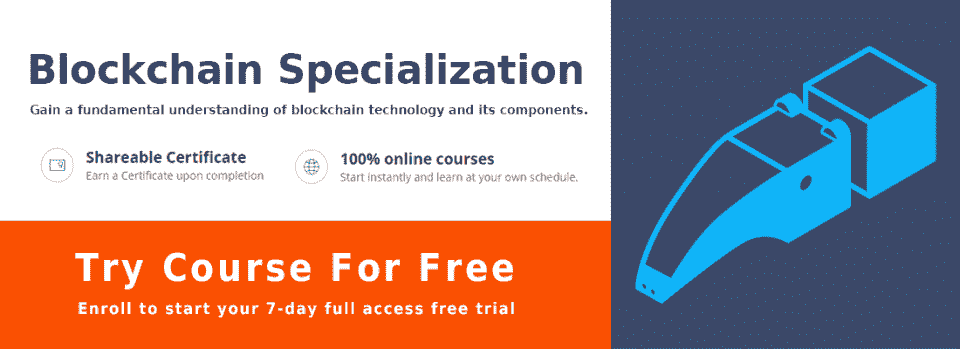 Blockchain Specialization
Gain a fundamental understanding of blockchain technology and its components.
Shareable Certificate
Earn a Certificate upon completion
100% online courses
Start instantly and learn at your own schedule.
Try Course For Free
Enroll to start your 7-day full access free trial